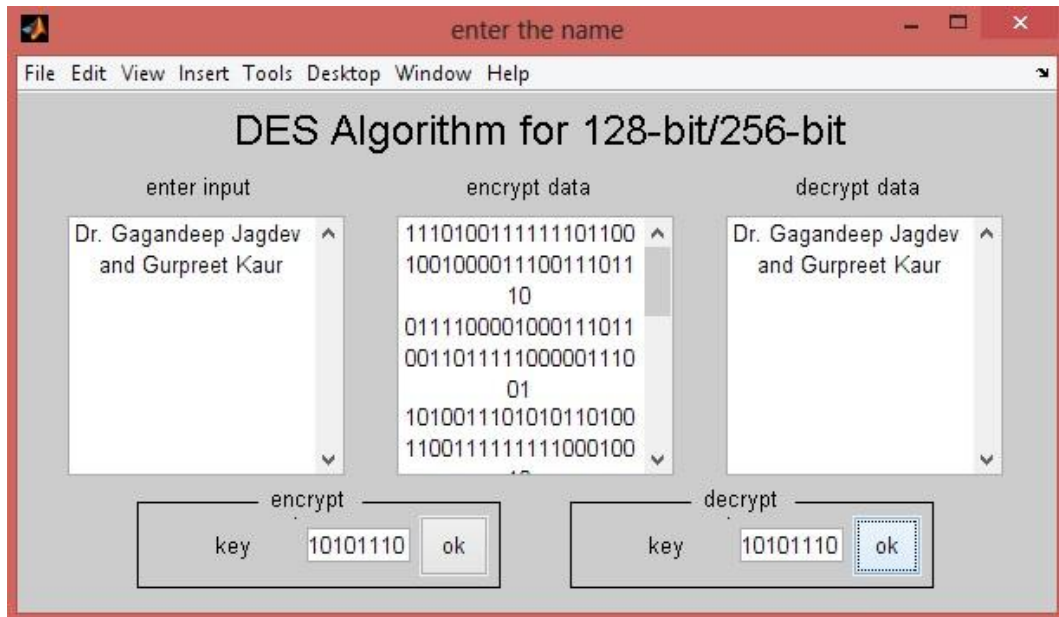 enter the name
File Edit View Insert Tools Desktop Window Help
DES Algorithm for 128-bit/256-bit
enter input
encrypt data
decrypt data
Dr. Gagandeep Jagdev
and Gurpreet Kaur
1110100111111101100
1001000011100111011
10
0111100001000111011
0011011111000001110
01
1010011101010110100
1100111111111000100
Dr. Gagandeep Jagdev
and Gurpreet Kaur
encrypt
key 10101110 ok
decrypt
key 10101110 ok